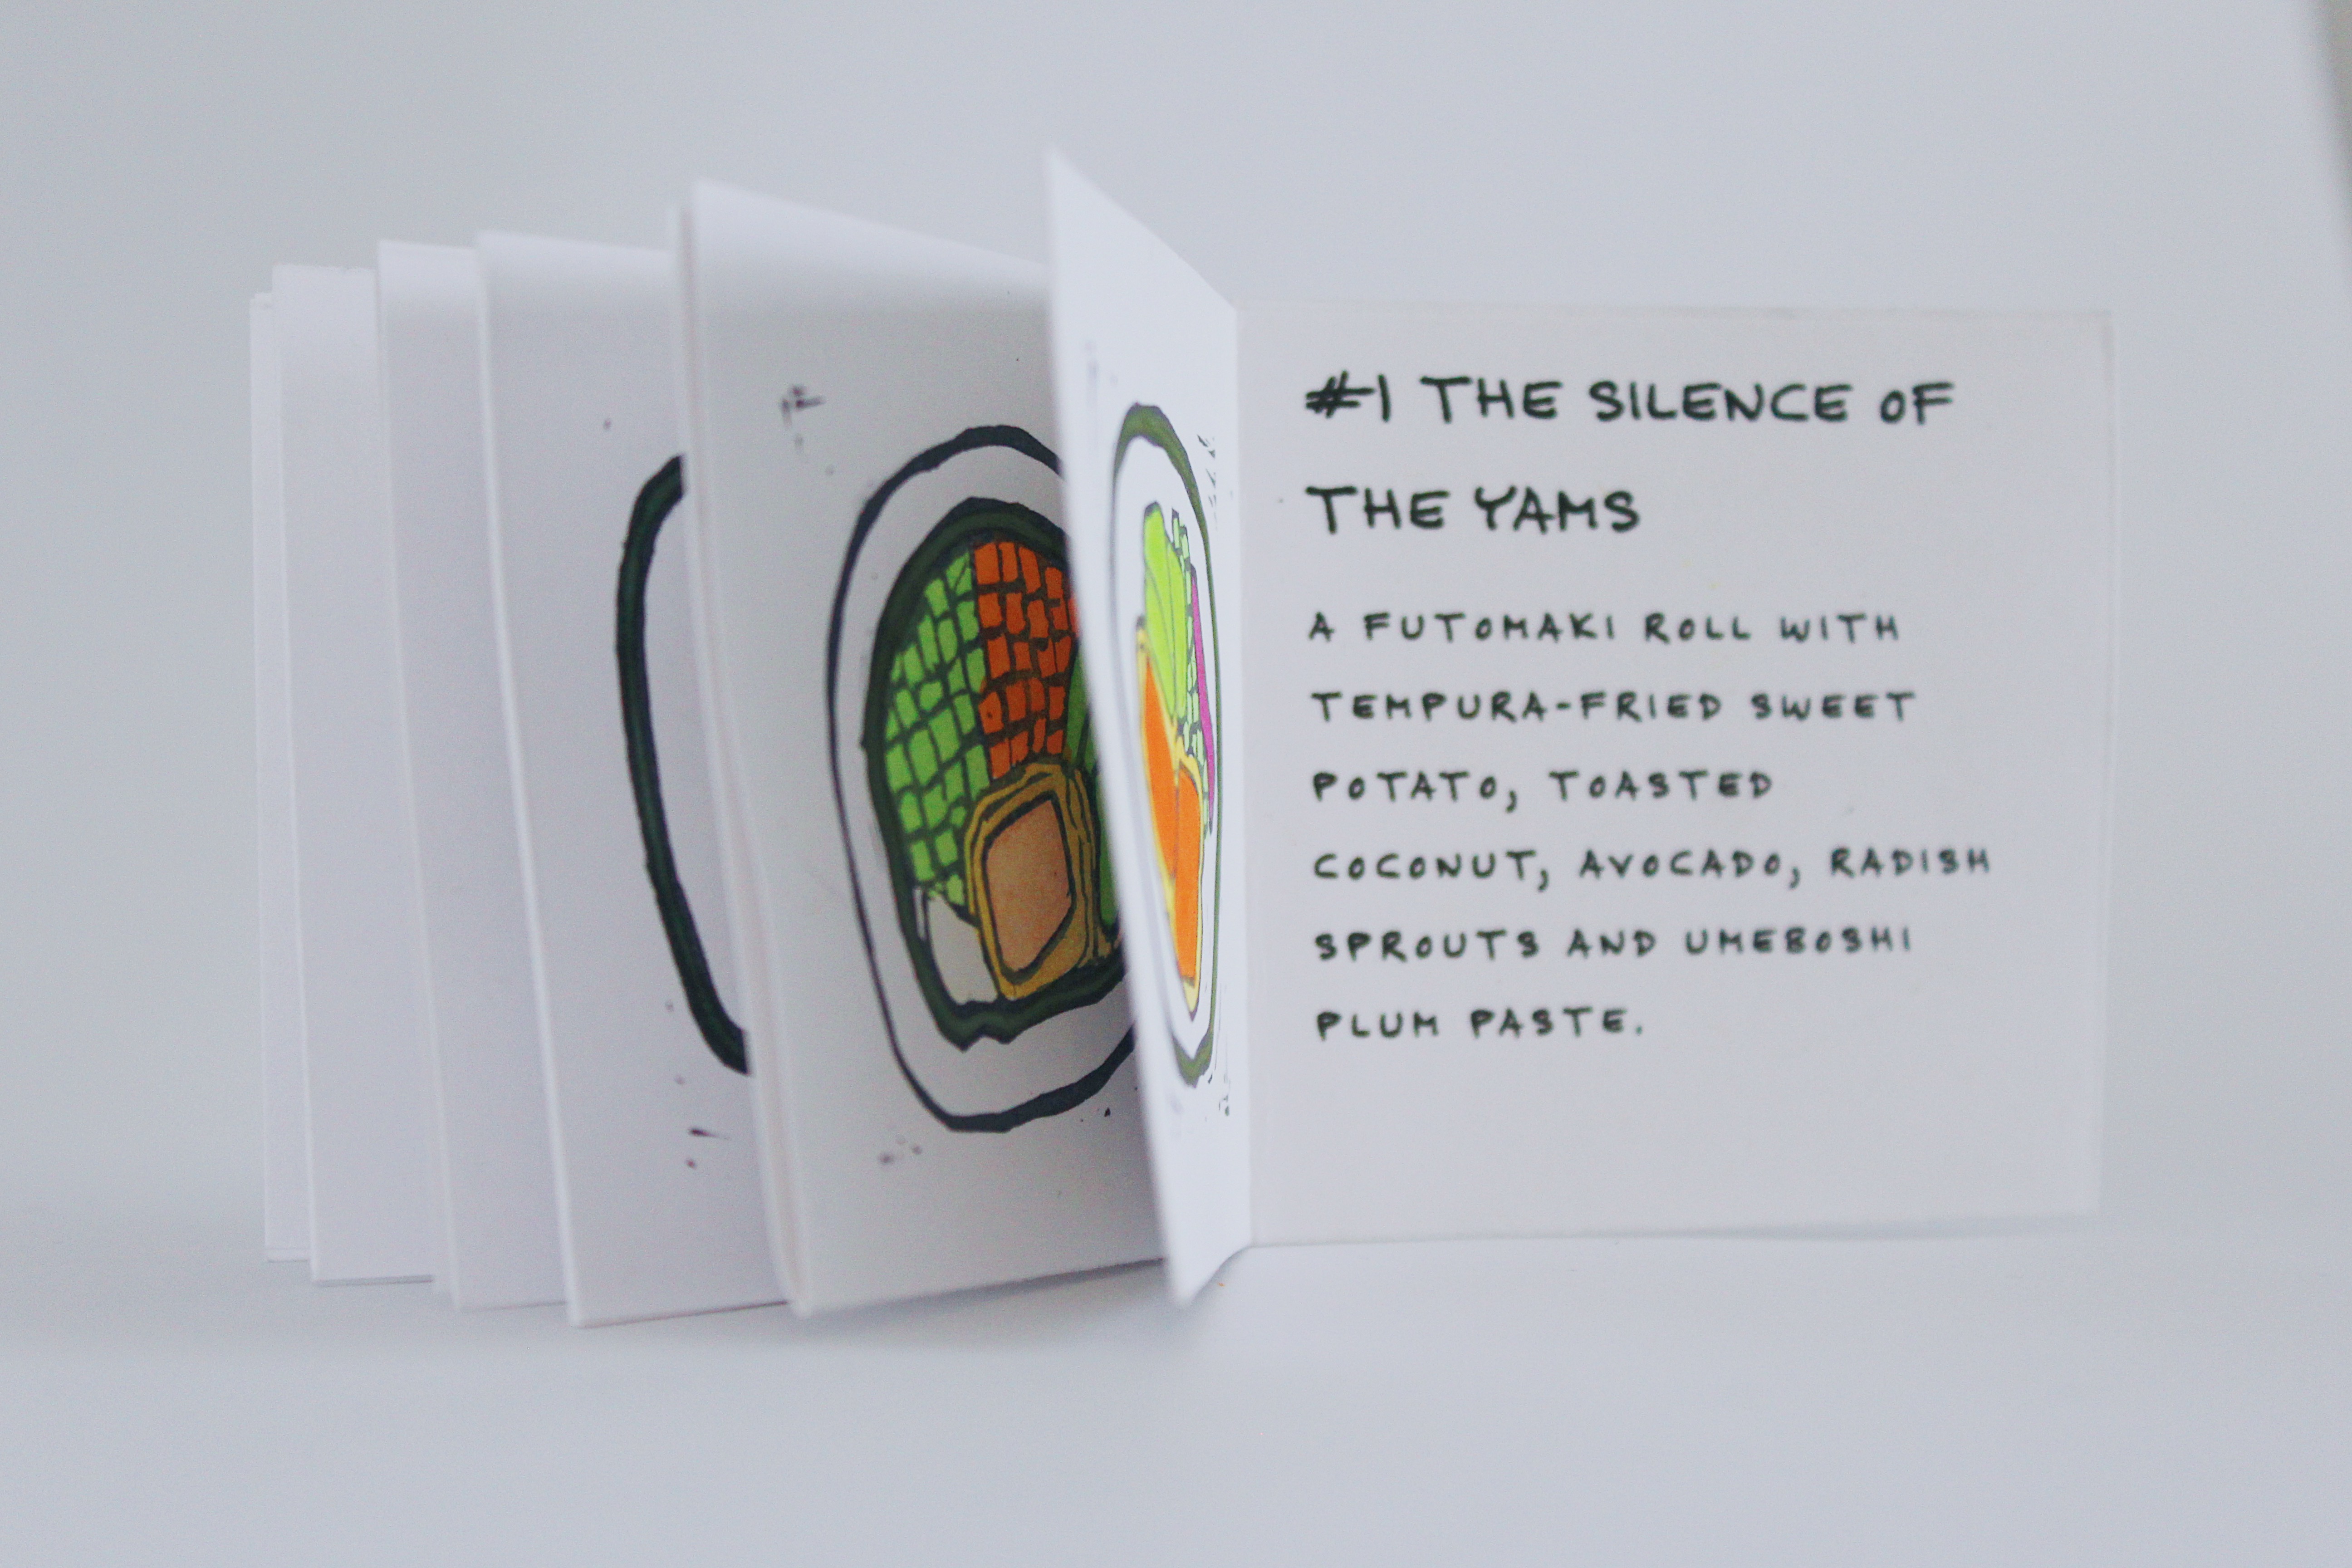 #1 THE SILENCE OF
THE YAMS
A FUTOMAKI ROLL WITH
TEMPURA-FRIED SWEET
POTATO, TOASTED
COCONUT, AVOCADO, RADISH
SPROUTS AND UMEBOSHI
PLUM PASTE.